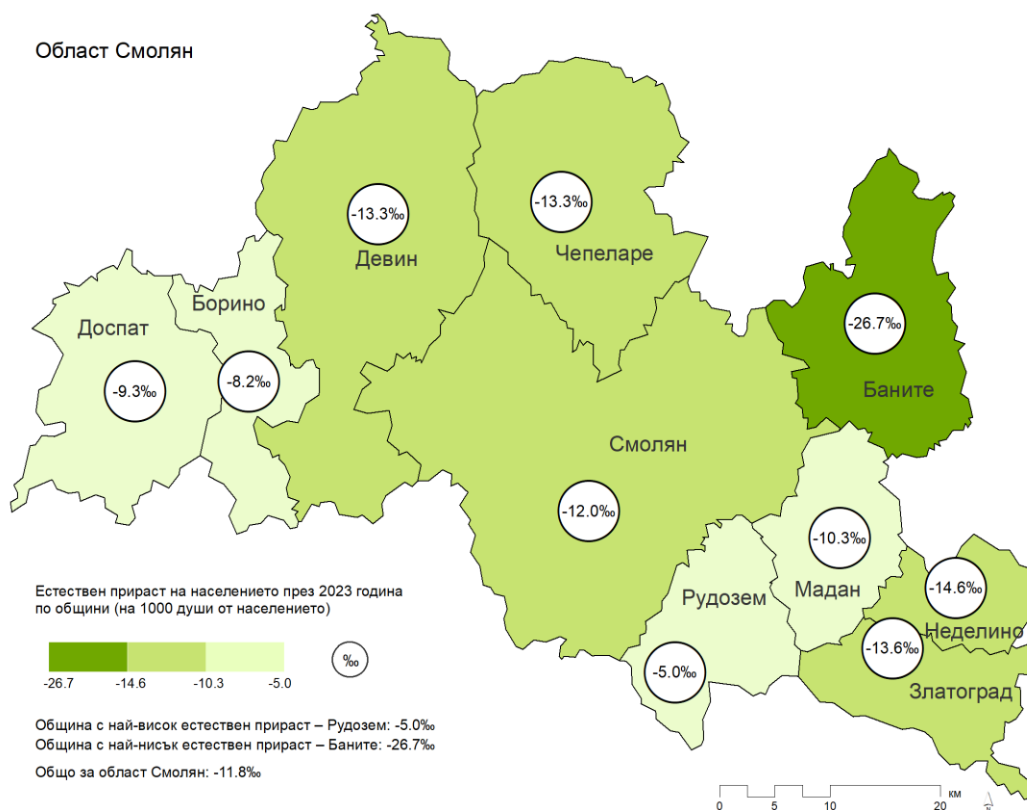 Област Смолян
-13.3‰
Девин
-13.3‰
Чепеларе
Борино
-8.2‰
Доспат
-9.3‰
-26.7‰
Баните
Смолян
-12.0‰
-10.3‰
Мадан
Рудозем
-5.0‰
-14.6‰
Неделино
-13.6‰
Златоград
Естествен прираст на населението през 2023 година
по общини (на 1000 души от населението)
‰
-26.7 -14.6 -10.3 -5.0
Община с най-висок естествен прираст – Рудозем: -5.0‰
Община с най-нисък естествен прираст – Баните: -26.7‰
Общо за област Смолян: -11.8‰
км
0 5 10 20